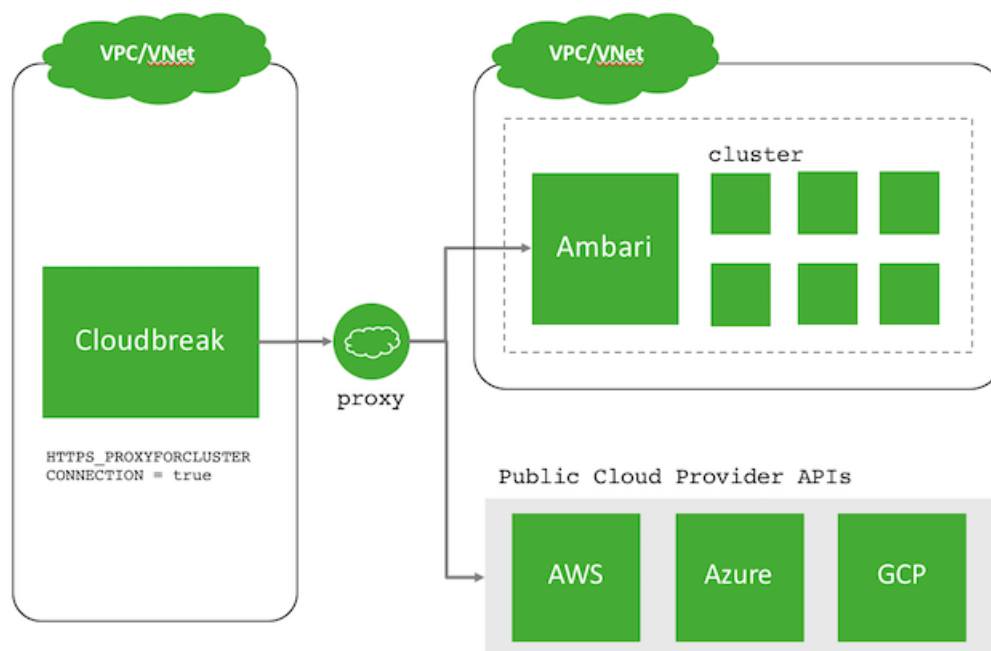 VPC/VNet
VPC/VNet
cluster
Ambari
Cloudbreak
proxy
HTTPS_PROXYFORCLUSTER
CONNECTION = true
Public Cloud Provider APIs
AWS
Azure
GCP